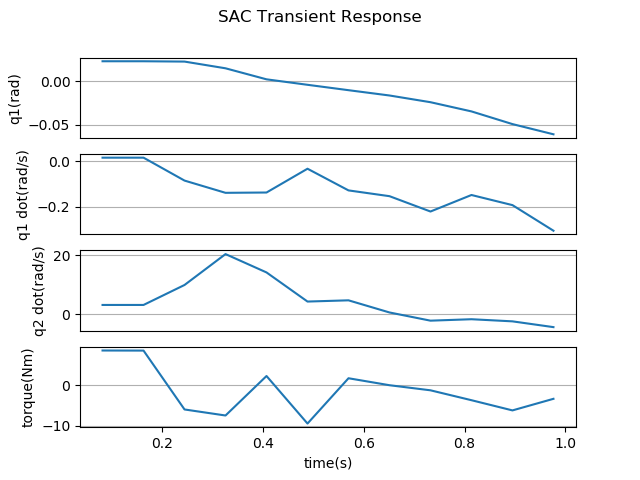 SAC Transient Response
q1(rad)
0.00
−0.05
q1 dot(rad/s)
0.0
−0.2
q2 dot(rad/s)
20
0
torque(Nm)
0
−10
0.2 0.4 0.6 0.8 1.0
time(s)